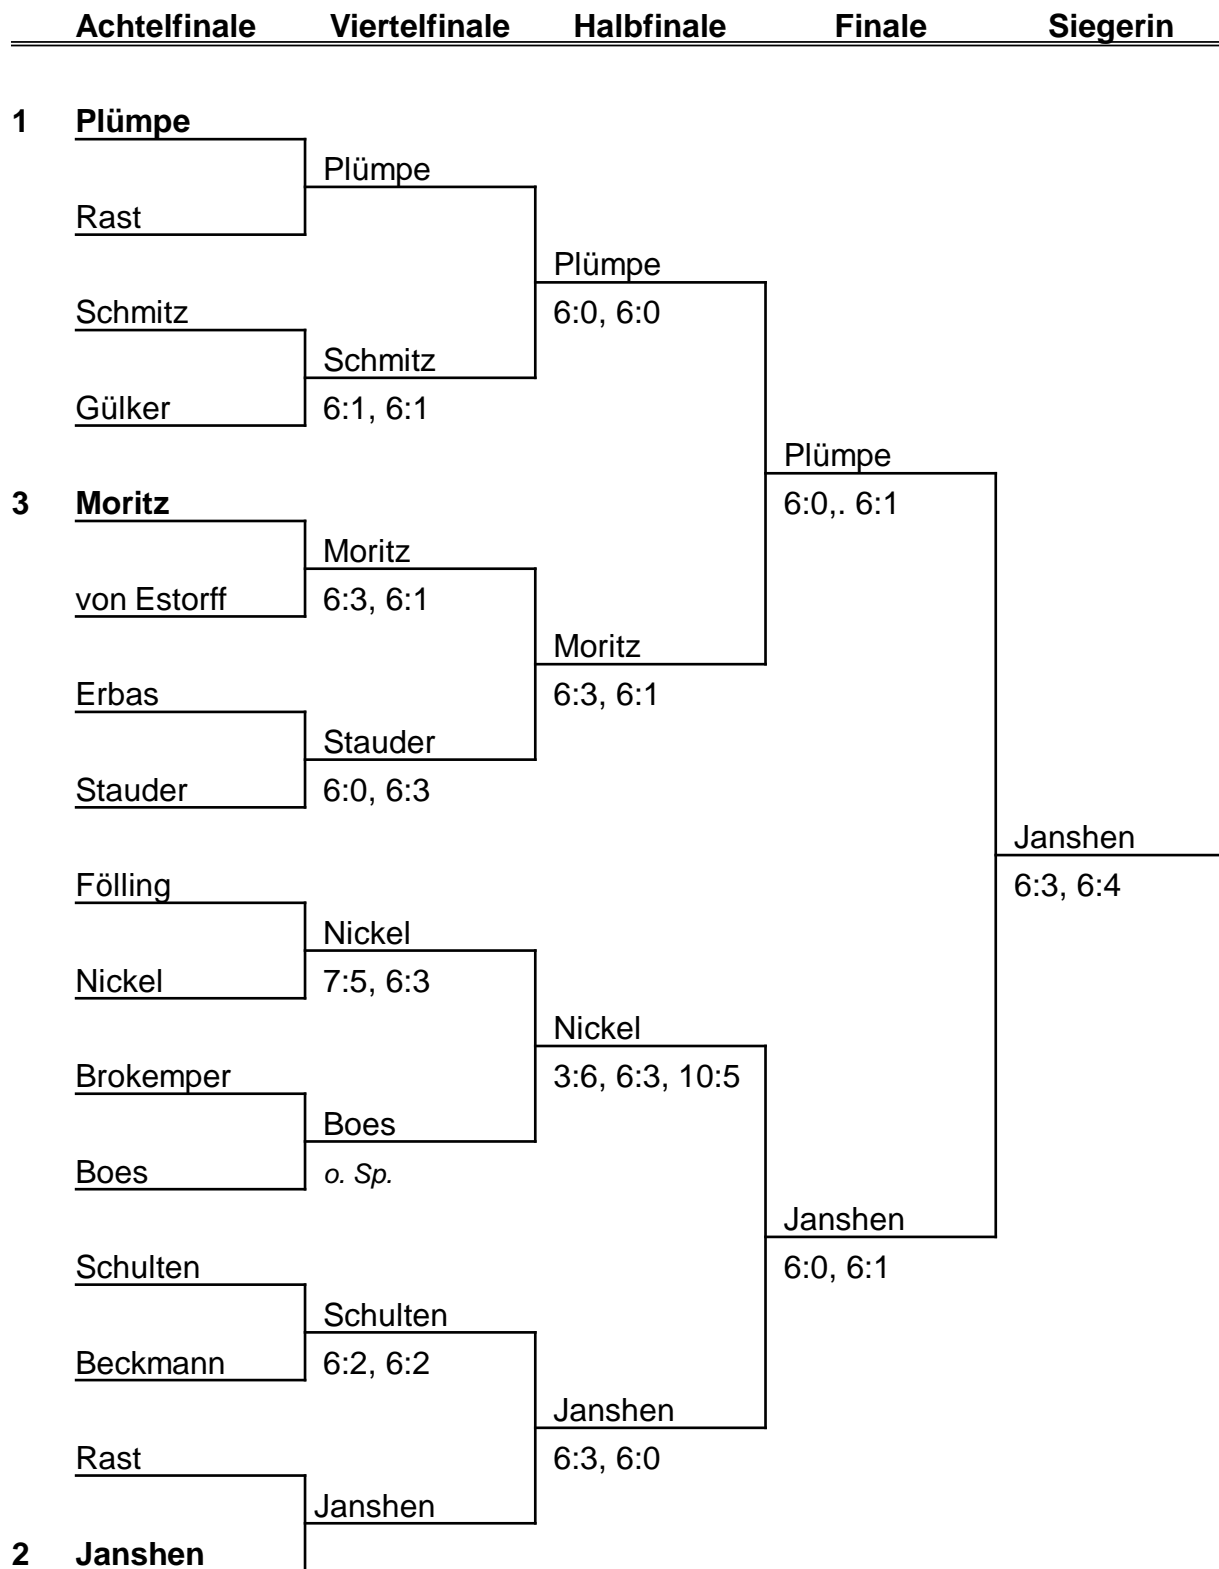 Achtelfinale Viertelfinale Halbfinale Finale Siegerin
1 Plümpe
Plümpe
Rast
Plümpe
Schmitz 6:0, 6:0
Schmitz
Gülker 6:1, 6:1
Plümpe
3 Moritz 6:0,. 6:1
Moritz
von Estorff 6:3, 6:1
Moritz
Erbas 6:3, 6:1
Stauder
Stauder 6:0, 6:3
Janshen
Fölling 6:3, 6:4
Nickel
Nickel 7:5, 6:3
Nickel
Brokemper 3:6, 6:3, 10:5
Boes
Boes o. Sp.
Janshen
Schulten 6:0, 6:1
Schulten
Beckmann 6:2, 6:2
Janshen
Rast 6:3, 6:0
Janshen
2 Janshen